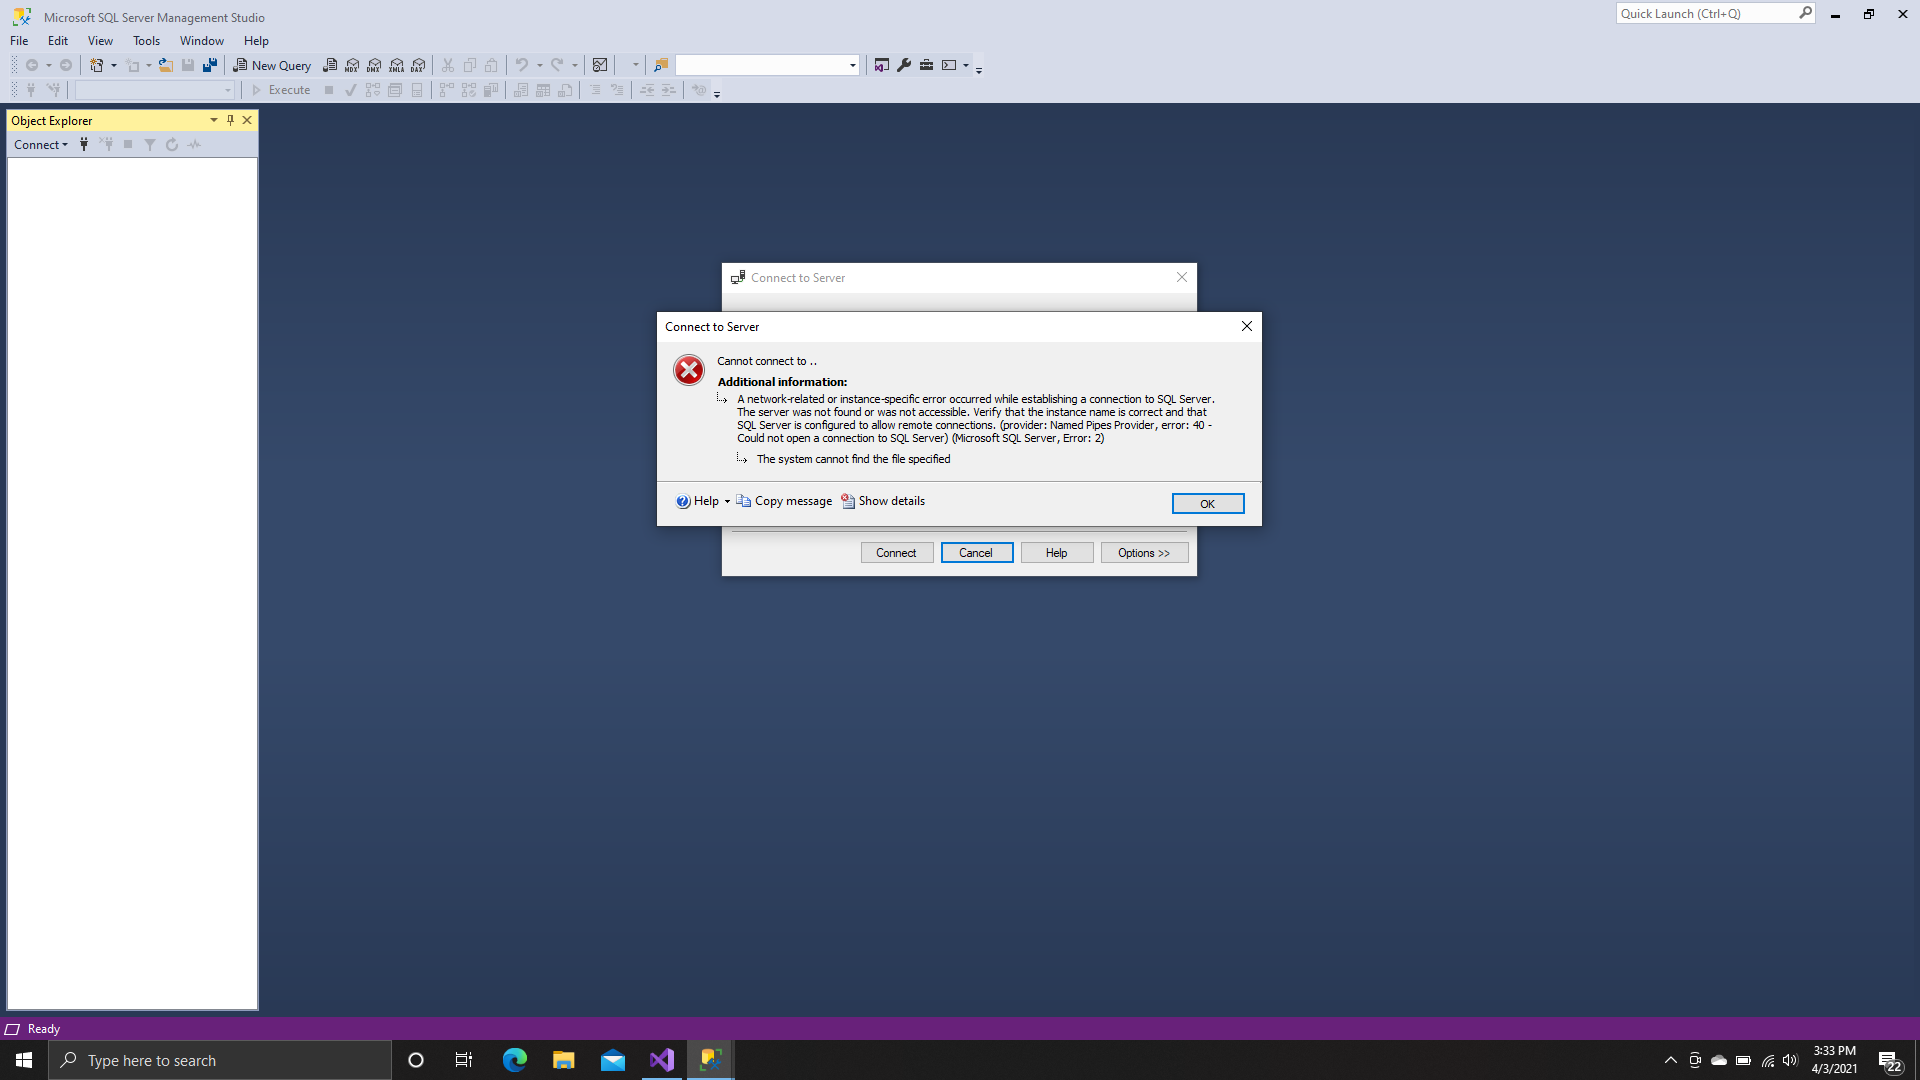 Microsoft SQL Server Management Studio
Quick Launch (Ctrl+Q)
File Edit View Tools Window Help
New Query MDX DMX XMLA DAX
Execute
Object Explorer
Connect
Connect to Server
Connect to Server
Cannot connect to ..
Additional information:
A network-related or instance-specific error occurred while establishing a connection to SQL Server.
The server was not found or was not accessible. Verify that the instance name is correct and that
SQL Server is configured to allow remote connections. (provider: Named Pipes Provider, error: 40 -
Could not open a connection to SQL Server) (Microsoft SQL Server, Error: 2)
The system cannot find the file specified
Help Copy message Show details OK
Connect Cancel Help Options >>
Ready
Type here to search
3:33 PM
4/3/2021
22